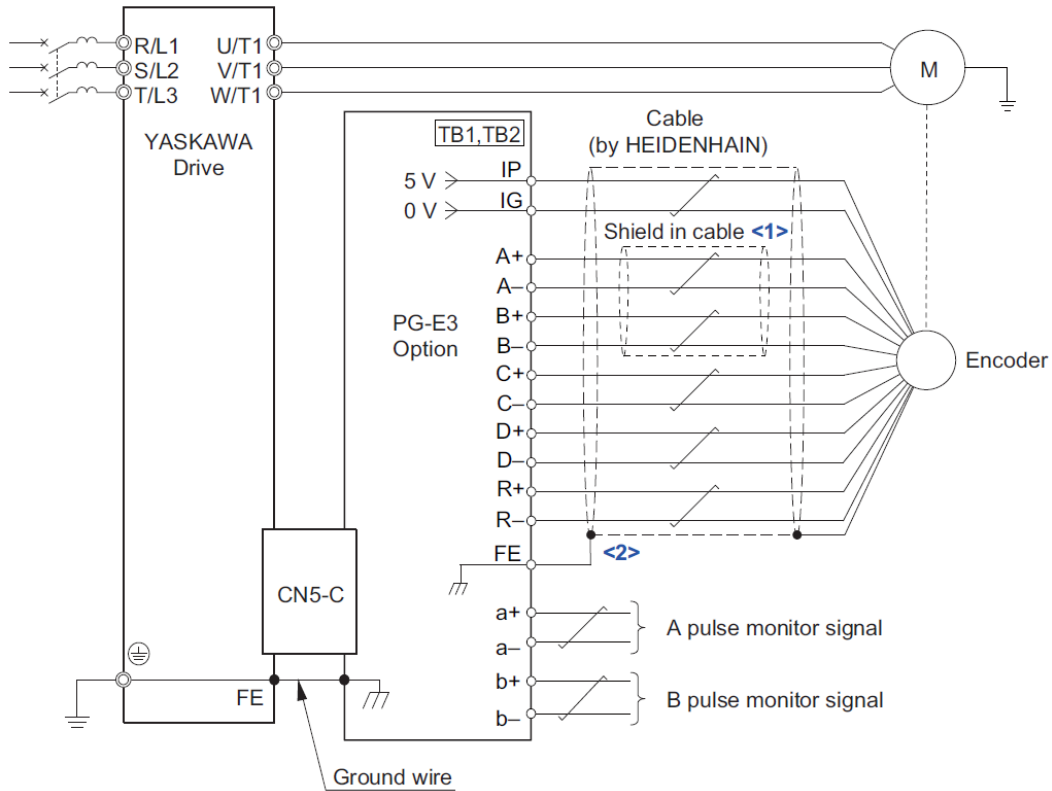 R/L1
S/L2
T/L3
U/T1
V/T1
W/T1
M
YASKAWA
Drive
TB1,TB2
Cable
(by HEIDENHAIN)
5 V
IP
0 V
IG
Shield in cable <1>
A+
A–
B+
B–
C+
C–
D+
D–
R+
R–
PG-E3
Option
Encoder
FE
<2>
CN5-C
a+
a–
A pulse monitor signal
b+
b–
B pulse monitor signal
FE
Ground wire